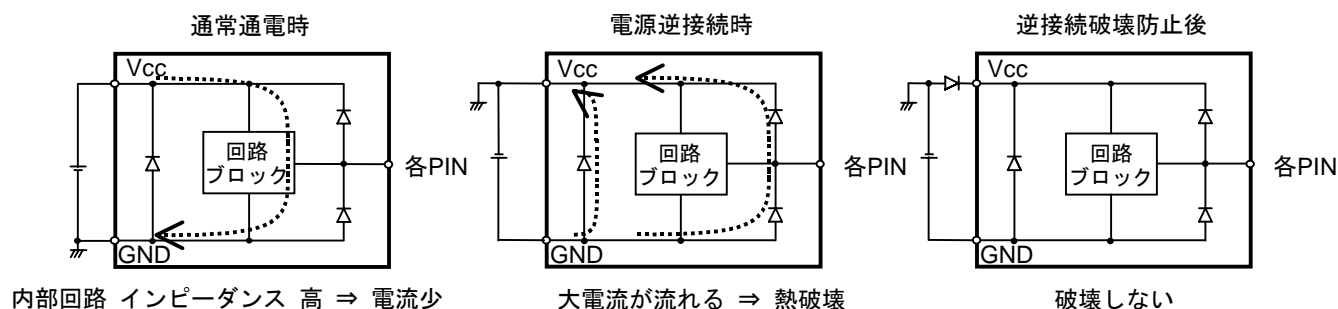 通常通電時
電源逆接続時
逆接続破壊防止後
Vcc
回路
ブロック
各PIN
GND
Vcc
回路
ブロック
各PIN
GND
Vcc
回路
ブロック
各PIN
GND
内部回路 インピーダンス 高 ⇒ 電流少
大電流が流れる ⇒ 熱破壊
破壊しない